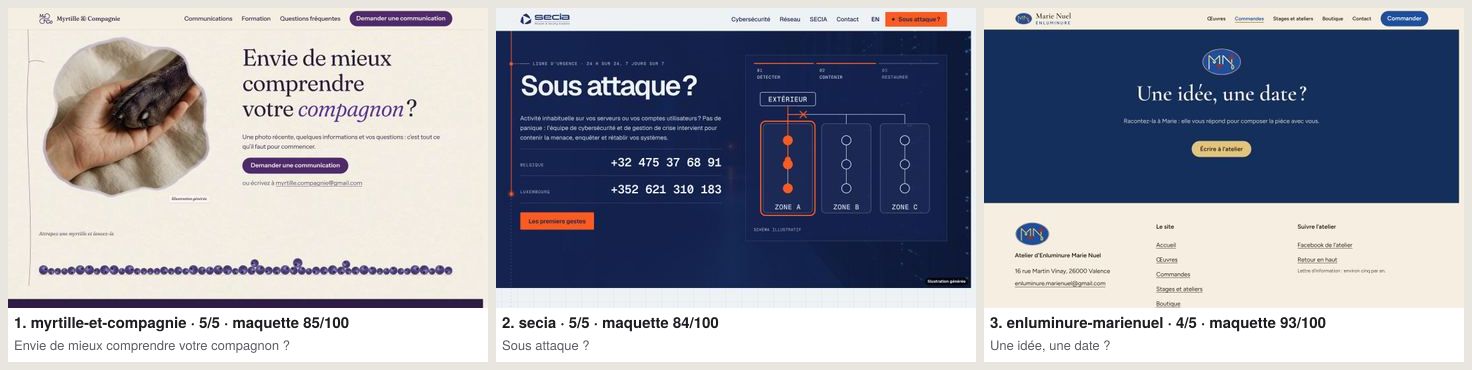 Myrtille & Compagnie
Communications
Formation
Questions fréquentes
Demander une communication
Envie de mieux
comprendre
votre compagnon ?
Une photo récente, quelques informations et vos questions : c'est tout ce
qu'il faut pour commencer.
Demander une communication
ou écrivez à myrtille.compagnie@gmail.com
Illustration générée
Attrapez une myrtille et lancez-la
1. myrtille-et-compagnie · 5/5 · maquette 85/100
Envie de mieux comprendre votre compagnon ?
secia
Cybersécurité
Réseau
SECIA
Contact
EN
Sous attaque ?
LIGNE D'URGENCE · 24 H SUR 24, 7 JOURS SUR 7
Sous attaque ?
Activité inhabituelle sur vos serveurs ou vos comptes utilisateurs ? Pas de
panique : l'équipe de cybersécurité et de gestion de crise intervient pour
contenir la menace, enquêter et rétablir vos systèmes.
BELGIQUE
+32 475 37 68 91
LUXEMBOURG
+352 621 310 183
Les premiers gestes
01
DÉTECTER
02
CONTENIR
03
RESTAURER
EXTÉRIEUR
ZONE A
ZONE B
ZONE C
SCHÉMA ILLUSTRATIF
Illustration générée
2. secia · 5/5 · maquette 84/100
Sous attaque ?
Marie Nuel
ENLUMINURE
Œuvres
Commandes
Stages et ateliers
Boutique
Contact
Commander
Une idée, une date ?
Racontez-la à Marie : elle vous répond pour composer la pièce avec vous.
Écrire à l'atelier
Atelier d'Enluminure Marie Nuel
16 rue Martin Vinay, 26000 Valence
enluminure.marienuel@gmail.com
Le site
Accueil
Œuvres
Commandes
Stages et ateliers
Boutique
Suivre l'atelier
Facebook de l'atelier
Retour en haut
Lettre d'information : environ cinq par an.
3. enluminure-marienuel · 4/5 · maquette 93/100
Une idée, une date ?